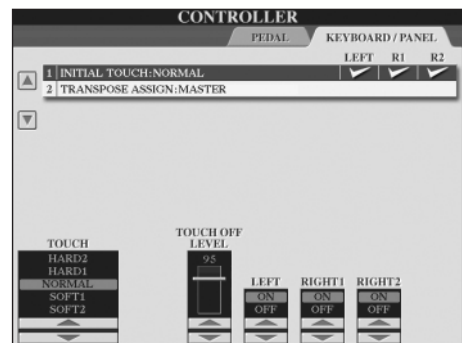 CONTROLLER
PEDAL KEYBOARD / PANEL
LEFT R1 R2
1 INITIAL TOUCH:NORMAL
2 TRANSPOSE ASSIGN:MASTER
TOUCH
HARD2
HARD1
NORMAL
SOFT1
SOFT2
TOUCH OFF
LEVEL
95
LEFT RIGHT1 RIGHT2
ON ON ON
OFF OFF OFF